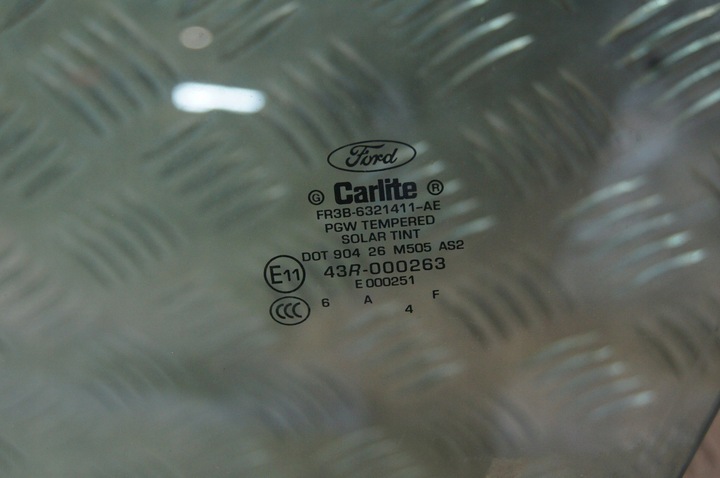 Ford
G Carlite R
FR3B-6321411-AE
PGW TEMPERED
SOLAR TINT
DOT 904 26 M505 AS2
E11 43R-000263
E 000251
CCC 6 A F
4